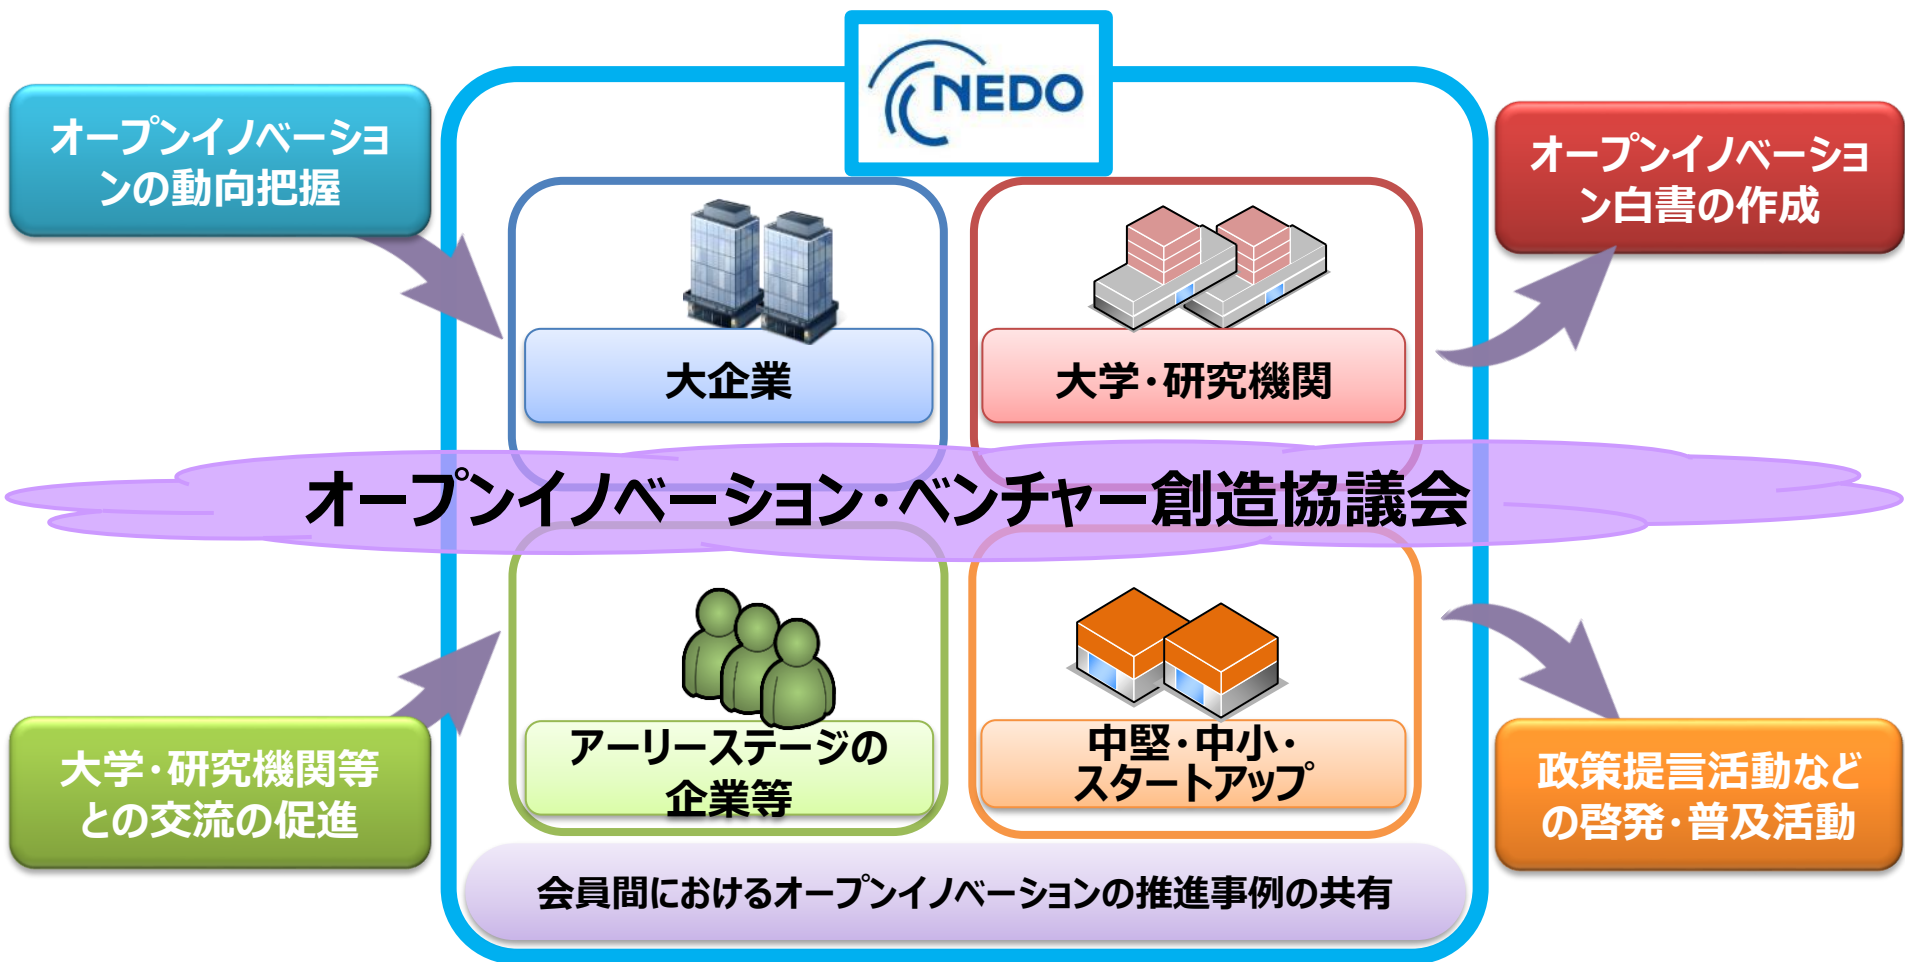 NEDO
オープンイノベーショ
ンの動向把握
オープンイノベーショ
ン白書の作成
大企業
大学・研究機関
オープンイノベーション・ベンチャー創造協議会
アーリーステージの
企業等
中堅・中小・
スタートアップ
大学・研究機関等
との交流の促進
政策提言活動など
の啓発・普及活動
会員間におけるオープンイノベーションの推進事例の共有